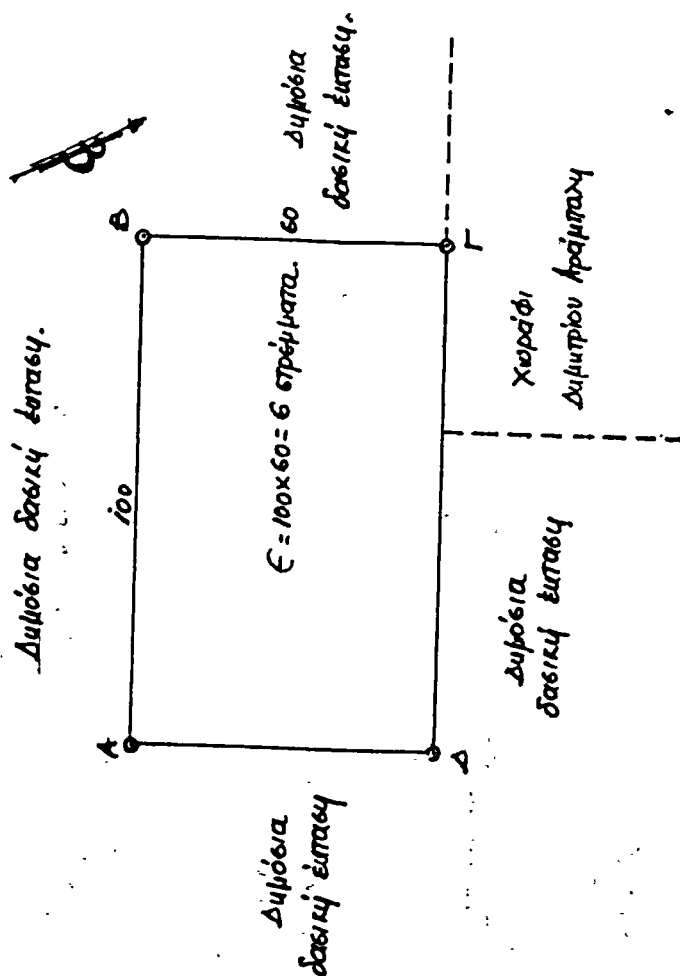 Δημόσια δασική έκταση.
Β
Α
100
Β
60
Ε = 100x60 = 6 στρέμματα.
Δημόσια
δασική έκταση
Δημόσια
δασική έκταση.
Δ
Γ
Δημόσια
δασική έκταση
Χωράφι
Δημητρίου